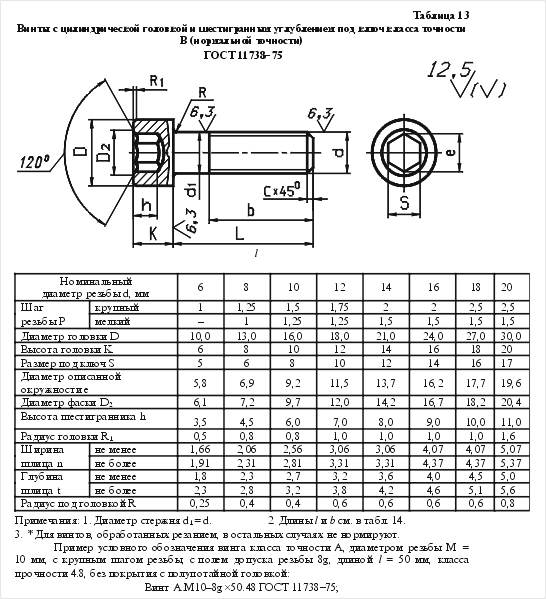 Таблица 13
Винты с цилиндрической головкой и шестигранным углублением под ключ класса точности
В (нормальной точности)
ГОСТ 11738–75
12,5
√(√)
R1
R
6,3
6,3
120°
D
D2
d1
d
e
h
c×45°
S
b
K
6,3
L
l
Номинальный диаметр резьбы d, мм 6 8 10 12 14 16 18 20
Шаг резьбы P крупный 1 1,25 1,5 1,75 2 2 2,5 2,5
мелкий – 1 1,25 1,25 1,5 1,5 1,5 1,5
Диаметр головки D 10,0 13,0 16,0 18,0 21,0 24,0 27,0 30,0
Высота головки K 6 8 10 12 14 16 18 20
Размер под ключ S 5 6 8 10 12 14 16 17
Диаметр описанной окружности e 5,8 6,9 9,2 11,5 13,7 16,2 17,7 19,6
Диаметр фаски D2 6,1 7,2 9,7 12,0 14,2 16,7 18,2 20,4
Высота шестигранника h 3,5 4,5 6,0 7,0 8,0 9,0 10,0 11,0
Радиус головки R1 0,5 0,8 0,8 1,0 1,0 1,0 1,0 1,6
Ширина шлица n не менее 1,66 2,06 2,56 3,06 3,06 4,07 4,07 5,07
не более 1,91 2,31 2,81 3,31 3,31 4,37 4,37 5,37
Глубина шлица t не менее 1,8 2,3 2,7 3,2 3,6 4,0 4,5 5,0
не более 2,3 2,8 3,2 3,8 4,2 4,6 5,1 5,6
Радиус под головкой R 0,25 0,4 0,4 0,6 0,6 0,6 0,6 0,8
Примечания: 1. Диаметр стержня d1 = d. 2. Длины l и b см. в табл. 14.
3. * Для винтов, обработанных резанием, в остальных случаях не нормируют.
Пример условного обозначения винта класса точности А, диаметром резьбы М =
10 мм, с крупным шагом резьбы, с полем допуска резьбы 8g, длиной l = 50 мм, класса
прочности 4.8, без покрытия с полупотайной головкой:
Винт А.М10–8g ×50.48 ГОСТ 11738–75;